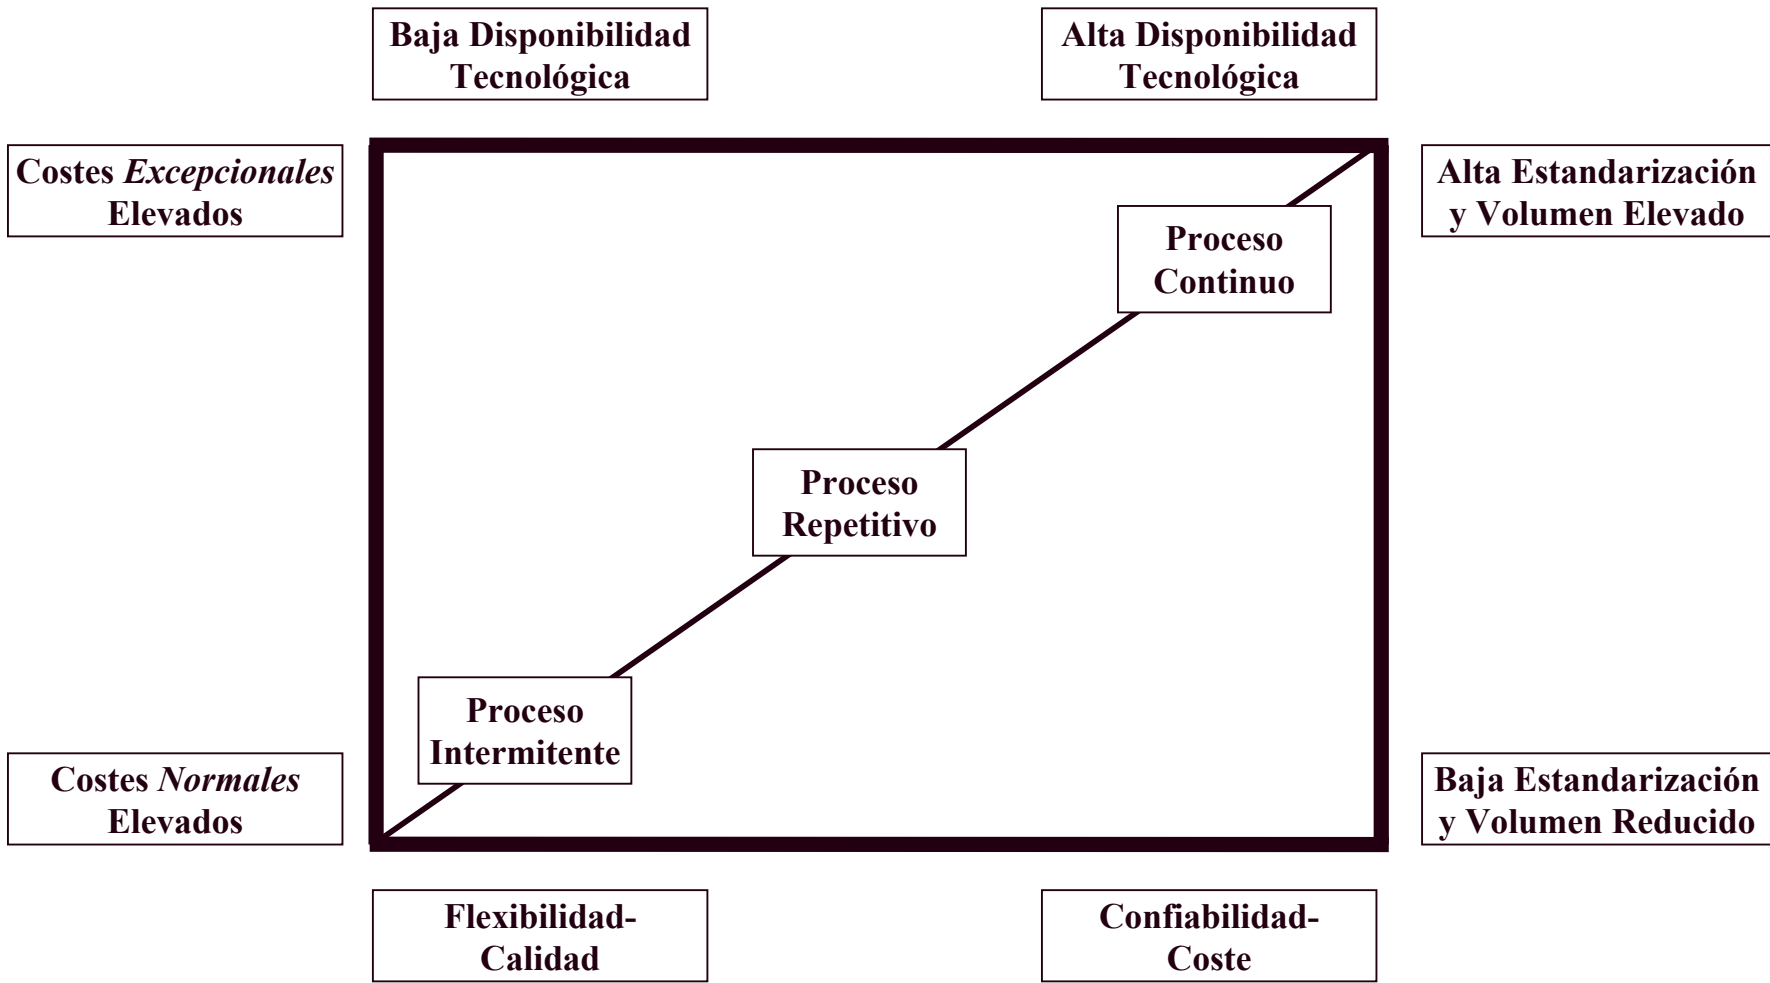 Baja Disponibilidad
Tecnológica
Alta Disponibilidad
Tecnológica
Costes Excepcionales
Elevados
Alta Estandarización
y Volumen Elevado
Proceso
Continuo
Proceso
Repetitivo
Proceso
Intermitente
Costes Normales
Elevados
Baja Estandarización
y Volumen Reducido
Flexibilidad-
Calidad
Confiabilidad-
Coste